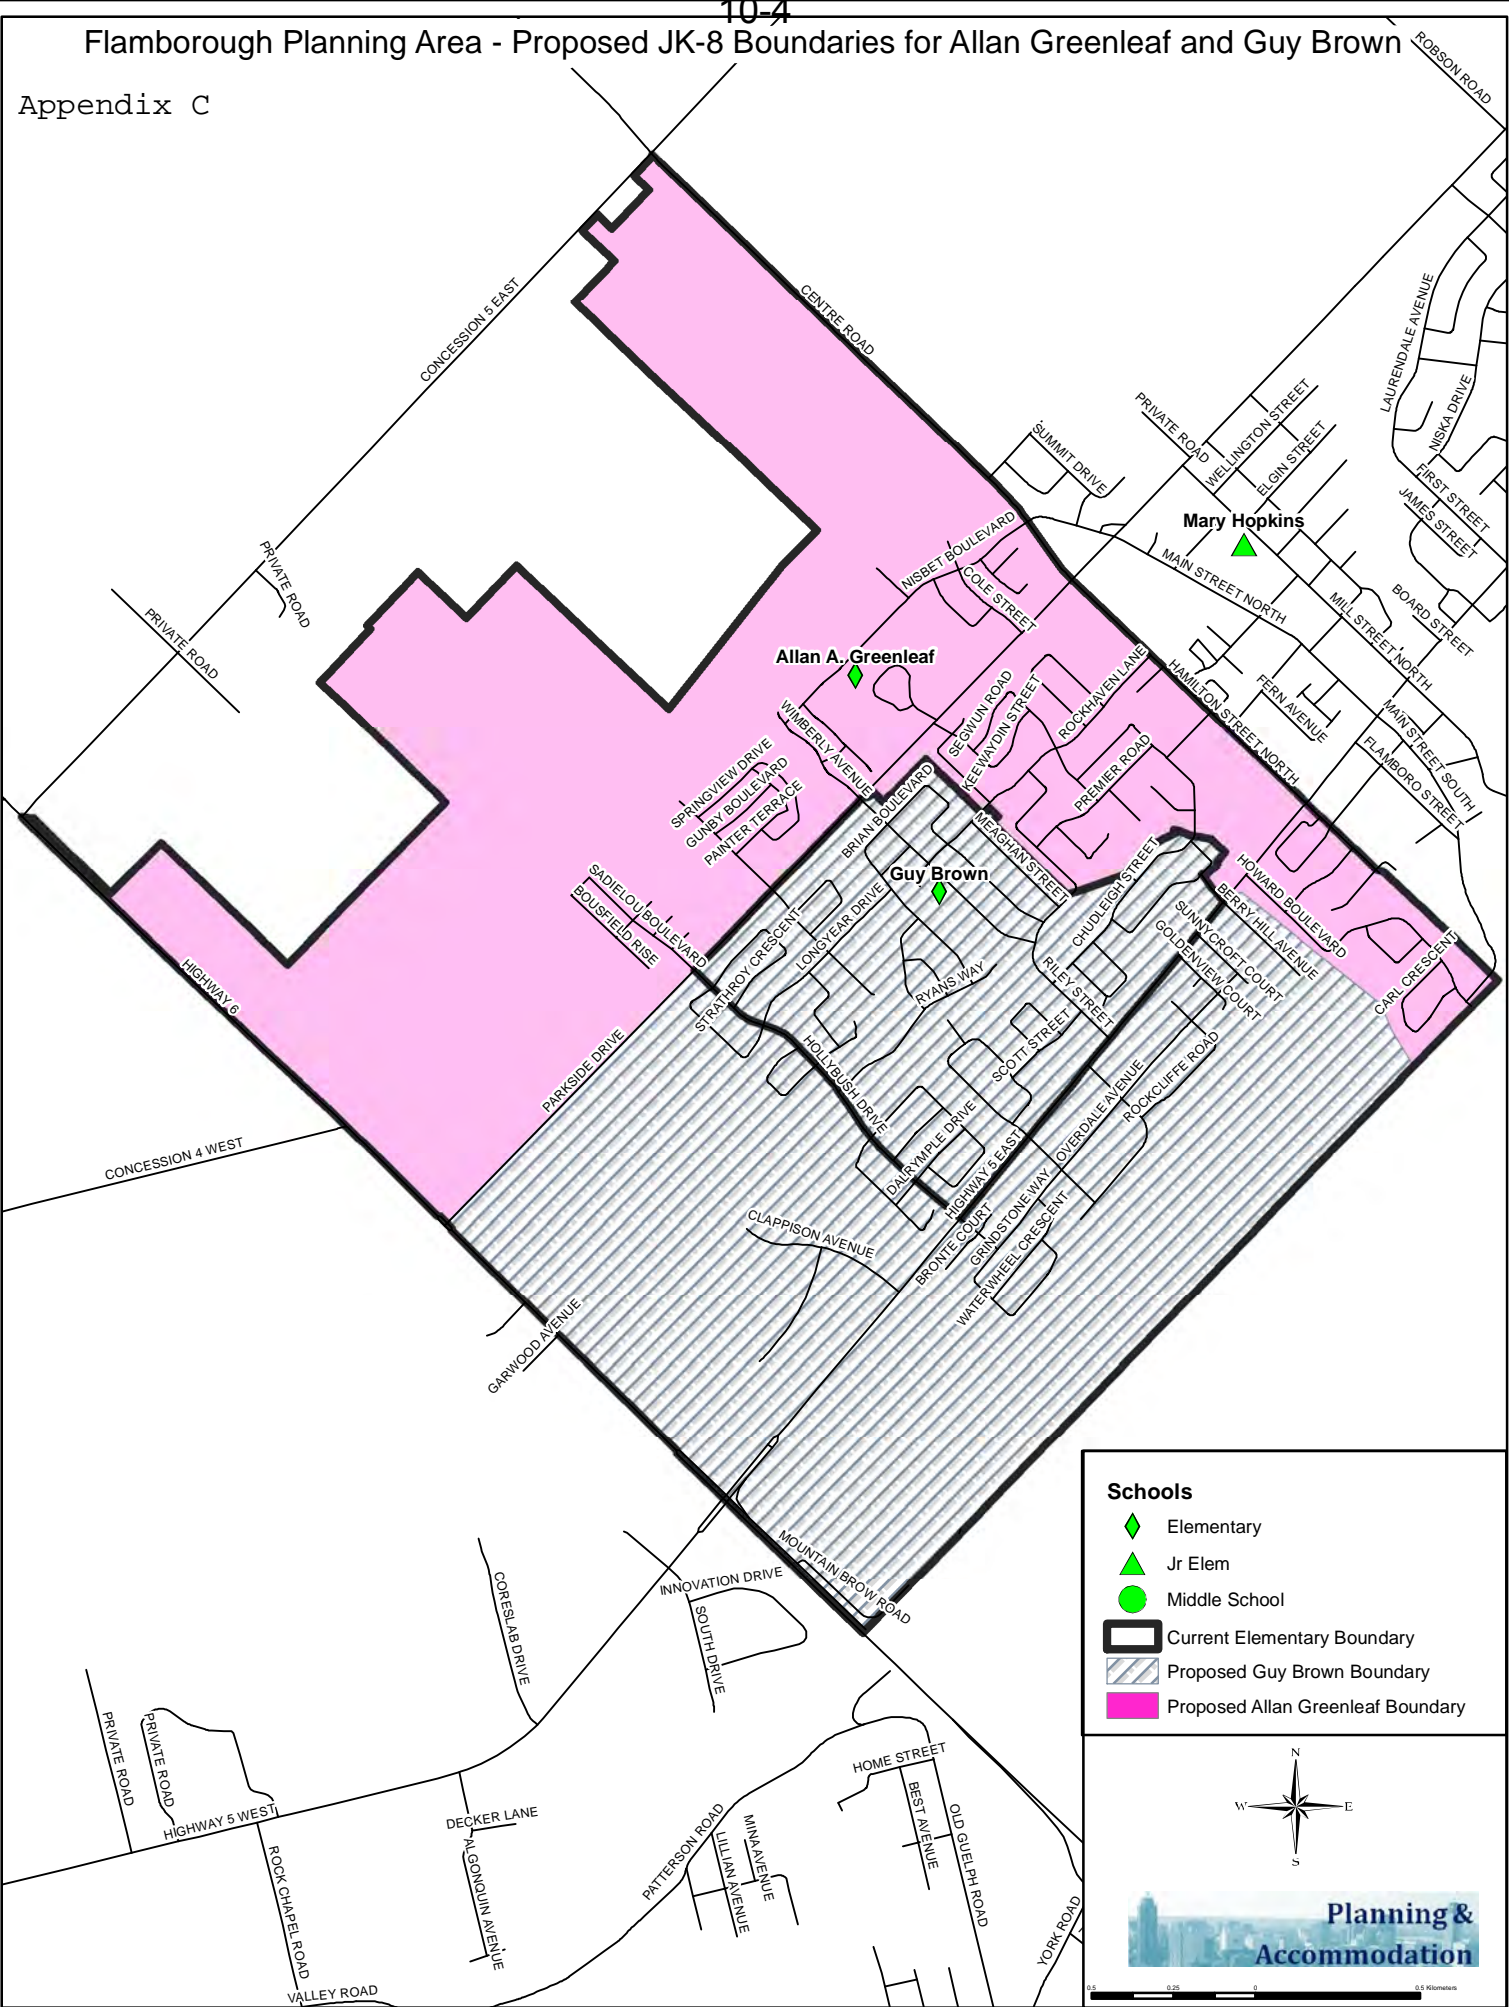 10-4
Flamborough Planning Area - Proposed JK-8 Boundaries for Allan Greenleaf and Guy Brown
Appendix C
ROBSON ROAD
CONCESSION 5 EAST
CENTRE ROAD
LAURENDALE AVENUE
NISKA DRIVE
PRIVATE ROAD
WELLINGTON STREET
ELGIN STREET
SUMMIT DRIVE
FIRST STREET
JAMES STREET
Mary Hopkins
NISBET BOULEVARD
COLE STREET
MAIN STREET NORTH
MILL STREET NORTH
BOARD STREET
PRIVATE ROAD
PRIVATE ROAD
Allan A. Greenleaf
SEGWUN ROAD
KEEWAYDIN STREET
ROCKHAVEN LANE
HAMILTON STREET NORTH
FERN AVENUE
MAIN STREET SOUTH
FLAMBORO STREET
WIMBERLY AVENUE
PREMIER ROAD
SPRINGVIEW DRIVE
GUNBY BOULEVARD
PAINTER TERRACE
BRIAN BOULEVARD
MEAGHAN STREET
Guy Brown
CHUDLEIGH STREET
HOWARD BOULEVARD
BERRY HILL AVENUE
SUNNYCROFT COURT
GOLDENVIEW COURT
CARL CRESCENT
SADIELOU BOULEVARD
BOUSFIELD RISE
STRATHROY CRESCENT
LONGYEAR DRIVE
RYANS WAY
RILEY STREET
SCOTT STREET
HIGHWAY 6
PARKSIDE DRIVE
HOLLYBUSH DRIVE
ROCKCLIFFE ROAD
OVERDALE AVENUE
DALRYMPLE DRIVE
HIGHWAY 5 EAST
CONCESSION 4 WEST
GRINDSTONE WAY
BRONTE COURT
WATERWHEEL CRESCENT
CLAPPISON AVENUE
GARWOOD AVENUE
MOUNTAIN BROW ROAD
INNOVATION DRIVE
SOUTH DRIVE
CORESLAB DRIVE
PRIVATE ROAD
PRIVATE ROAD
HIGHWAY 5 WEST
DECKER LANE
ALGONQUIN AVENUE
ROCK CHAPEL ROAD
VALLEY ROAD
PATTERSON ROAD
LILLIAN AVENUE
MINA AVENUE
HOME STREET
BEST AVENUE
OLD GUELPH ROAD
YORK ROAD
Schools
Elementary
Jr Elem
Middle School
Current Elementary Boundary
Proposed Guy Brown Boundary
Proposed Allan Greenleaf Boundary
N
W
E
S
Planning &
Accommodation
0.5 0.25 0 0.5 Kilometers